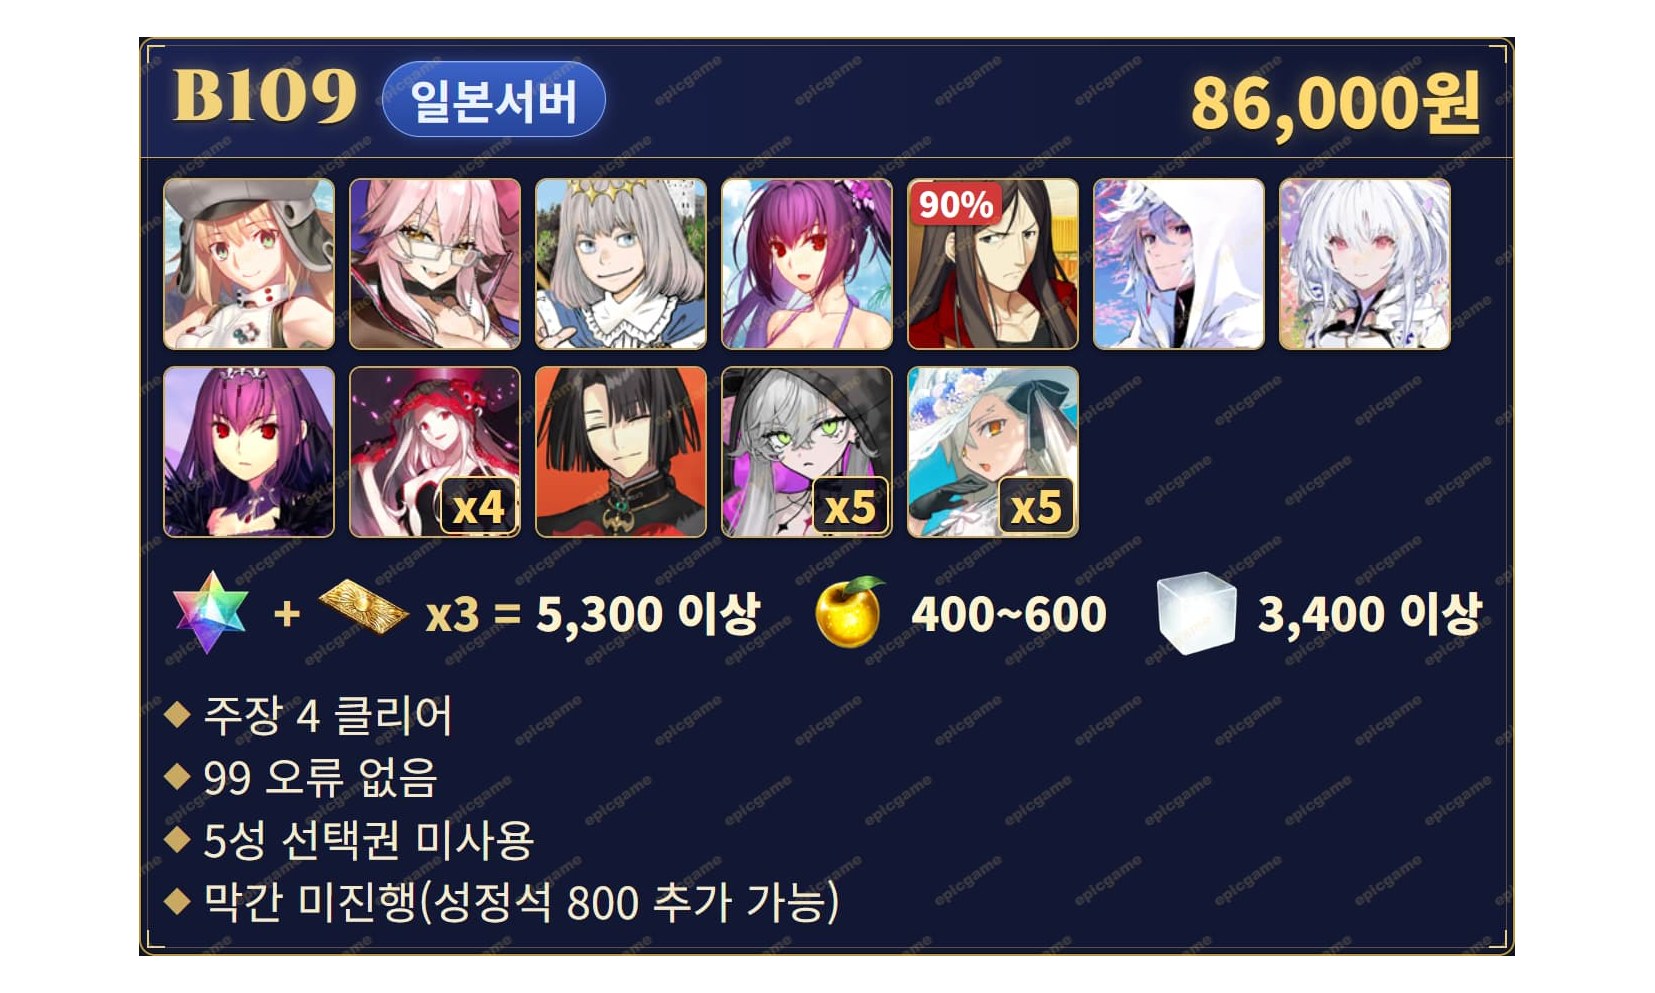 B109 일본서버 86,000원
90%
x4 x5 x5
+ x3 = 5,300 이상 400~600 3,400 이상
◆ 주장 4 클리어
◆ 99 오류 없음
◆ 5성 선택권 미사용
◆ 막간 미진행(성정석 800 추가 가능)
epicgame